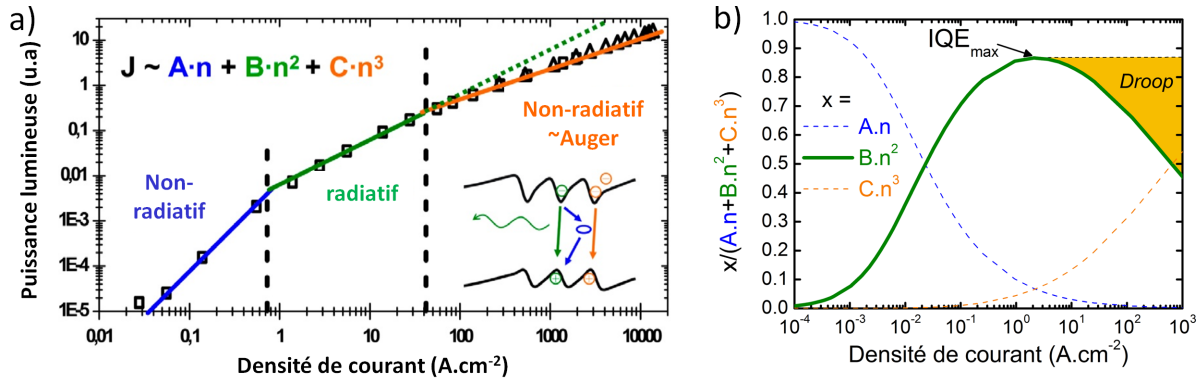 a)
Puissance lumineuse (u.a)
10
1
0,1
0,01
1E-3
1E-4
1E-5
J ~ A·n + B·n² + C·n³
Non-
radiatif
radiatif
Non-radiatif
~Auger
0,01 0,1 1 10 100 1000 10000
Densité de courant (A.cm⁻²)
b)
x/(A.n+B.n²+C.n³)
1.0
0.9
0.8
0.7
0.6
0.5
0.4
0.3
0.2
0.1
0.0
IQEmax
Droop
x =
A.n
B.n²
C.n³
10⁻⁴ 10⁻³ 10⁻² 10⁻¹ 10⁰ 10¹ 10² 10³
Densité de courant (A.cm⁻²)